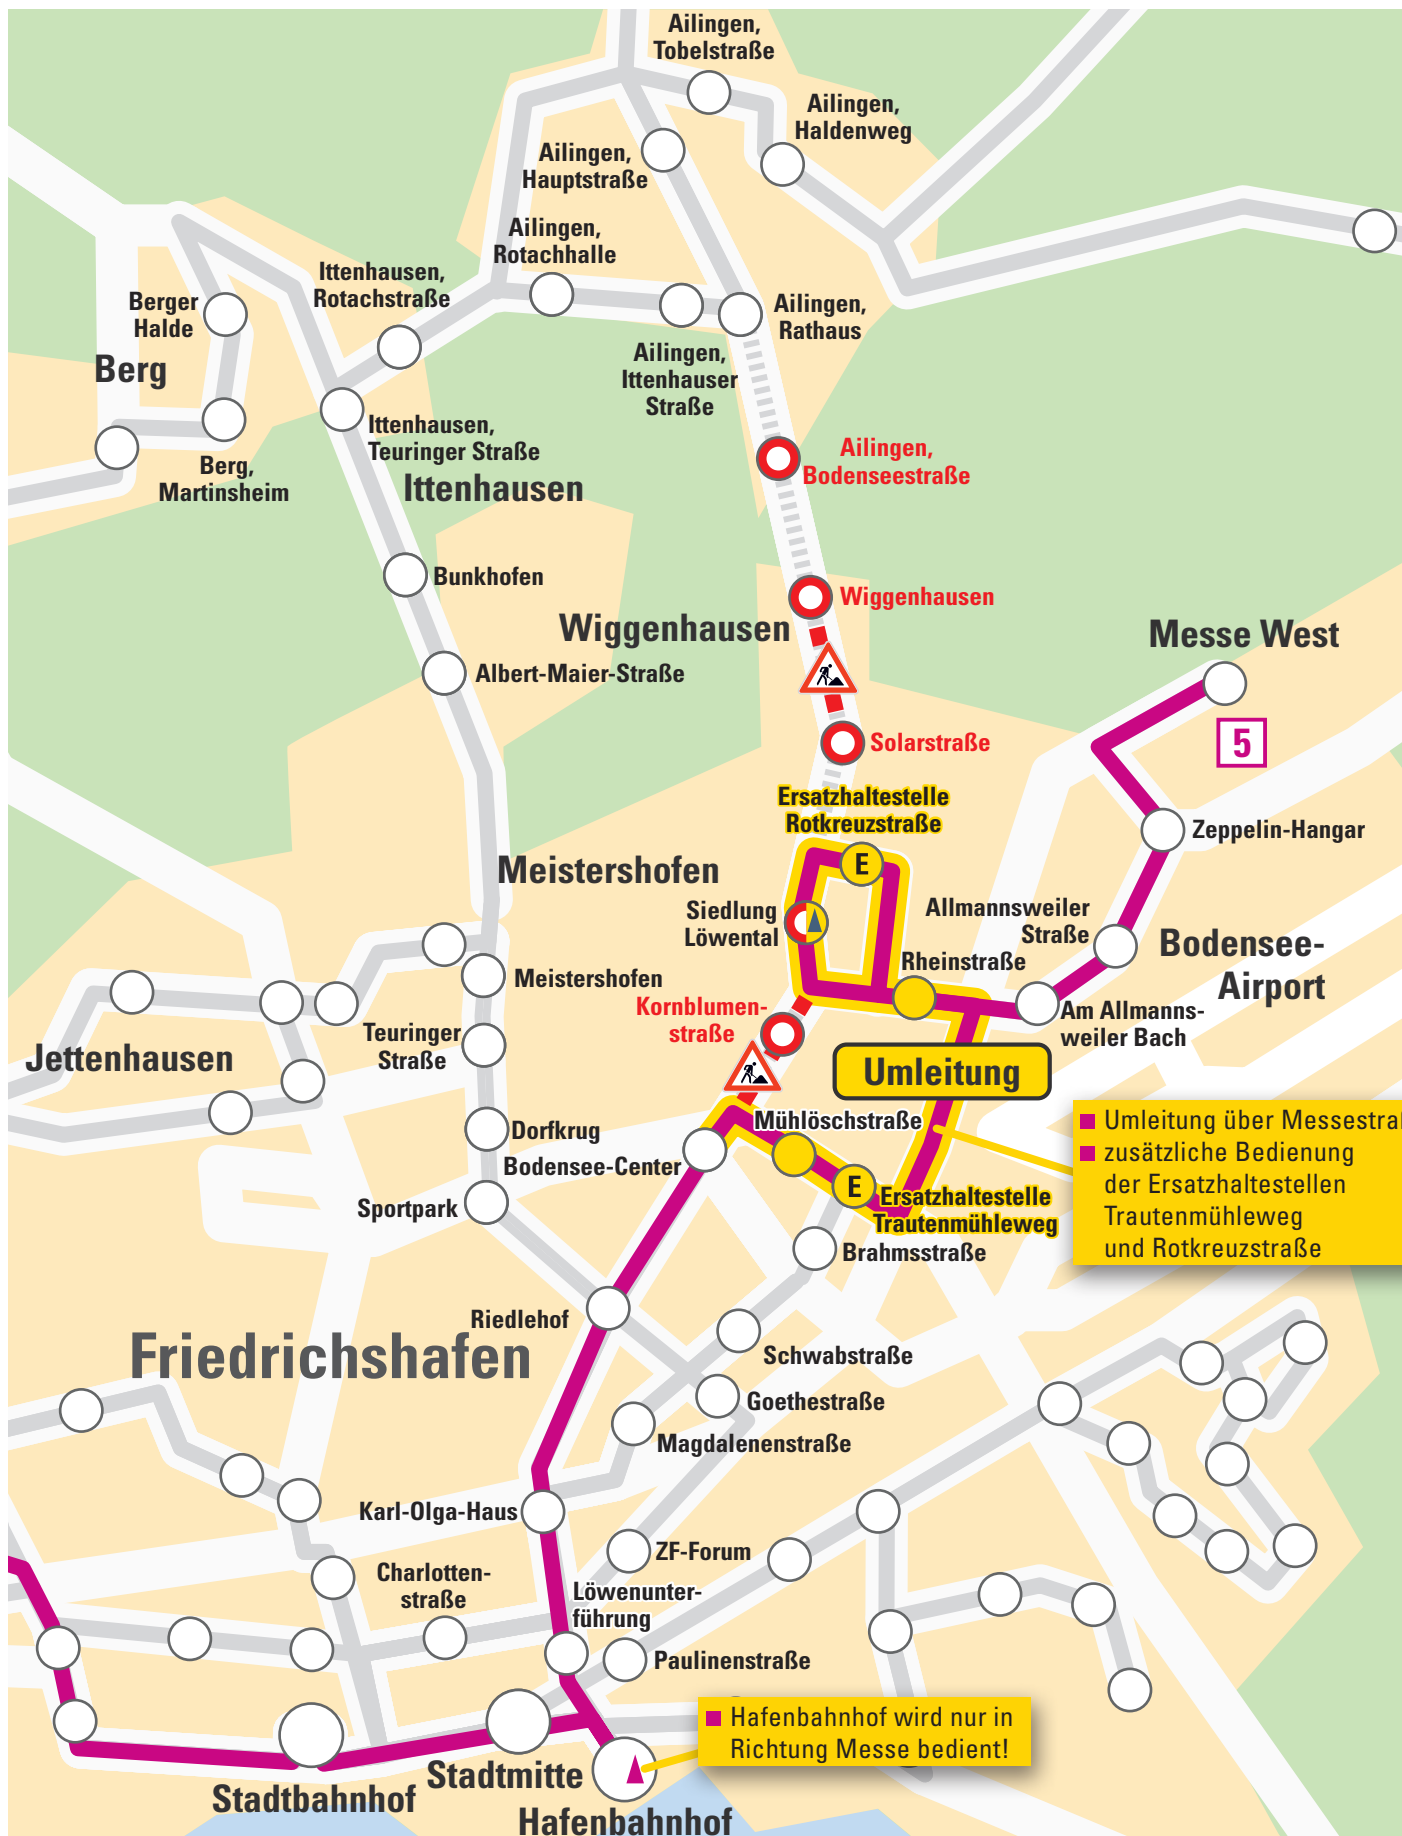 Ailingen,
Tobelstraße
Ailingen,
Haldenweg
Ailingen,
Hauptstraße
Ailingen,
Rotachhalle
Ittenhausen,
Rotachstraße
Berger
Halde
Berg
Ailingen,
Rathaus
Ailingen,
Ittenhauser
Straße
Ittenhausen,
Teuringer Straße
Berg,
Martinsheim
Ittenhausen
Ailingen,
Bodenseestraße
Bunkhofen
Wiggenhausen
Wiggenhausen
Messe West
Albert-Maier-Straße
Solarstraße
5
Ersatzhaltestelle
Rotkreuzstraße
Zeppelin-Hangar
Meistershofen
E
Siedlung
Löwental
Allmannsweiler
Straße
Bodensee-
Airport
Rheinstraße
Meistershofen
Kornblumen-
straße
Am Allmanns-
weiler Bach
Teuringer
Straße
Jettenhausen
Umleitung
Mühlöschstraße
Dorfkrug
Bodensee-Center
E
Ersatzhaltestelle
Trautenmühleweg
Umleitung über Messestra
zusätzliche Bedienung
der Ersatzhaltestellen
Trautenmühleweg
und Rotkreuzstraße
Sportpark
Brahmsstraße
Riedlehof
Friedrichshafen
Schwabstraße
Goethestraße
Magdalenenstraße
Karl-Olga-Haus
ZF-Forum
Charlotten-
straße
Löwenunter-
führung
Paulinenstraße
Hafenbahnhof wird nur in
Richtung Messe bedient!
Stadtmitte
Stadtbahnhof
Hafenbahnhof